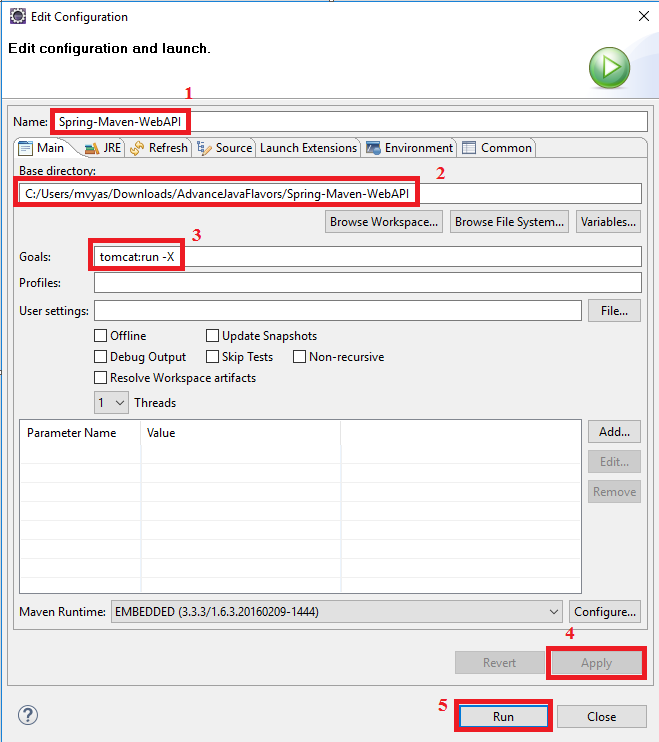 Edit Configuration
Edit configuration and launch.
1
Name: Spring-Maven-WebAPI
Main JRE Refresh Source Launch Extensions Environment Common
Base directory:
2
C:/Users/mvyas/Downloads/AdvanceJavaFlavors/Spring-Maven-WebAPI
Browse Workspace... Browse File System... Variables...
3
Goals: tomcat:run -X
Profiles:
User settings: File...
Offline Update Snapshots
Debug Output Skip Tests Non-recursive
Resolve Workspace artifacts
1 Threads
Parameter Name Value Add...
Edit...
Remove
Maven Runtime: EMBEDDED (3.3.3/1.6.3.20160209-1444) Configure...
4
Revert Apply
5
? Run Close